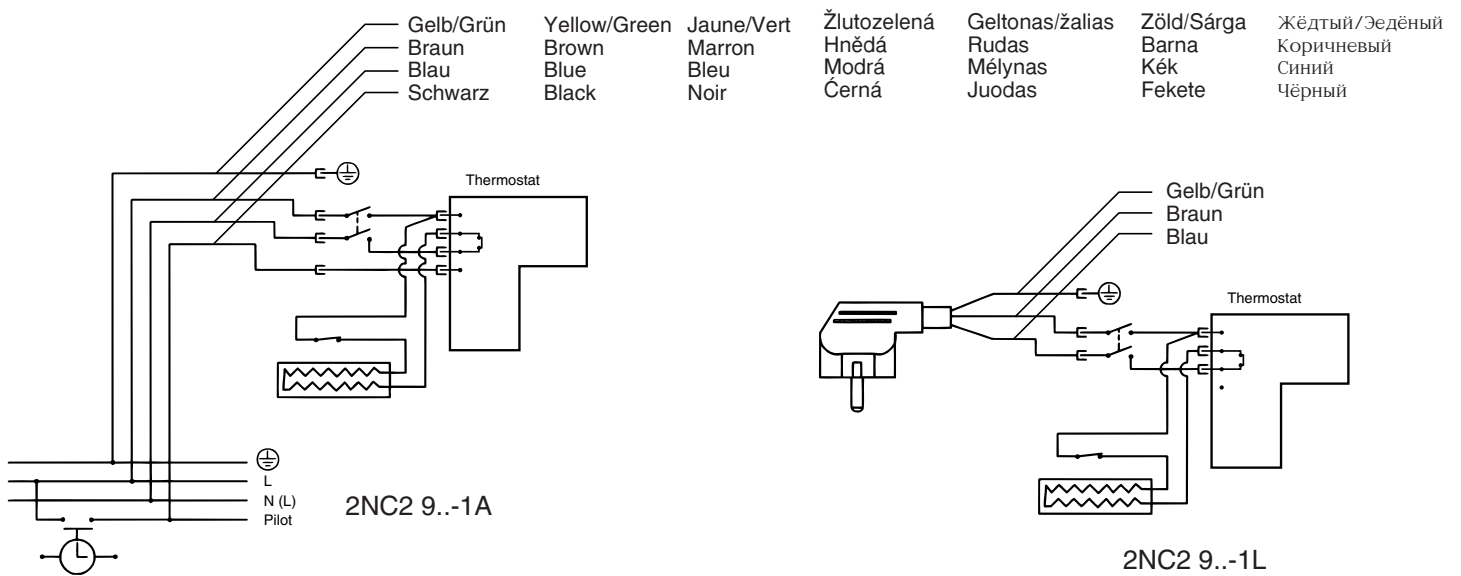 Gelb/Grün Yellow/Green Jaune/Vert Žlutozelená Geltonas/žalias Zöld/Sárga Жёдтый/Эедёный
Braun Brown Marron Hnědá Rudas Barna Коричневый
Blau Blue Bleu Modrá Mélynas Kék Синий
Schwarz Black Noir Ćerná Juodas Fekete Чёрный
Thermostat
Gelb/Grün
Braun
Blau
Thermostat
L
N (L)
Pilot
2NC2 9..-1A
2NC2 9..-1L